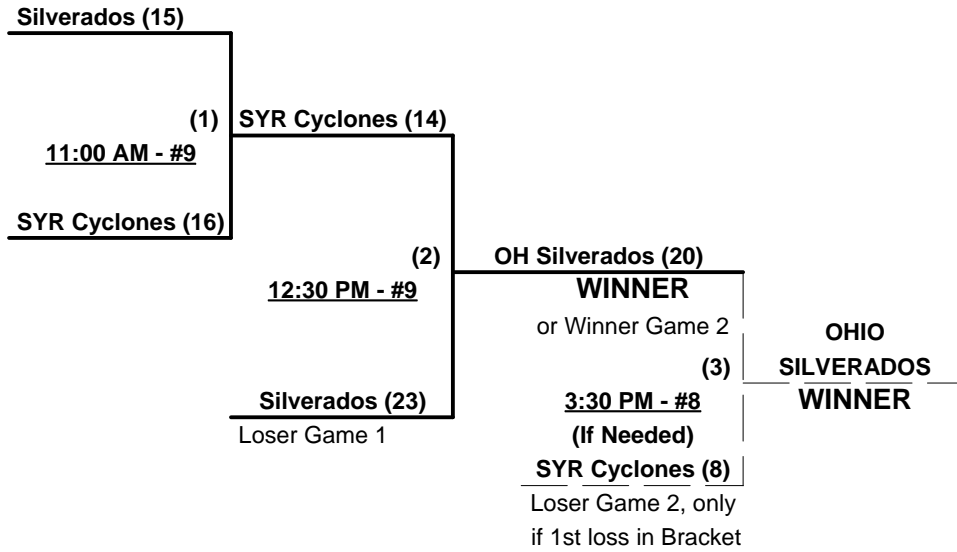 Silverados (15)
(1)
SYR Cyclones (14)
11:00 AM - #9
SYR Cyclones (16)
(2)
OH Silverados (20)
12:30 PM - #9
WINNER
or Winner Game 2
OHIO
(3)
SILVERADOS
Silverados (23)
3:30 PM - #8
WINNER
Loser Game 1
(If Needed)
SYR Cyclones (8)
Loser Game 2, only
if 1st loss in Bracket